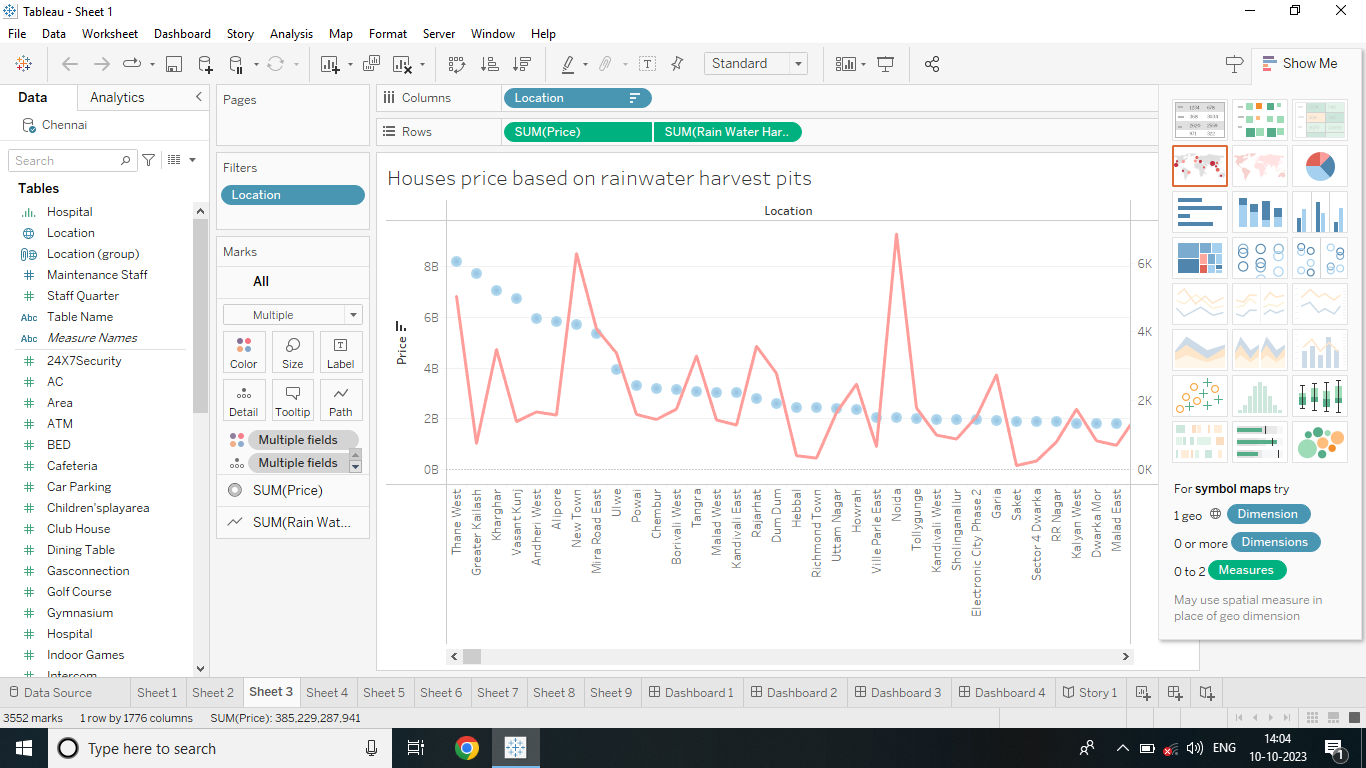 Tableau - Sheet 1
File Data Worksheet Dashboard Story Analysis Map Format Server Window Help
Standard
Show Me
Data Analytics
Chennai
Search
Tables
Hospital
Location
Location (group)
Maintenance Staff
Staff Quarter
Abc Table Name
Abc Measure Names
24X7Security
AC
Area
ATM
BED
Cafeteria
Car Parking
Children'splayarea
Club House
Dining Table
Gasconnection
Golf Course
Gymnasium
Hospital
Indoor Games
Intercom
Pages
Filters
Location
Marks
All
Multiple
Color Size Label
Detail Tooltip Path
Multiple fields
Multiple fields
SUM(Price)
SUM(Rain Wat...
Columns Location
Rows SUM(Price) SUM(Rain Water Har..
Houses price based on rainwater harvest pits
Location
Price
8B
6B
4B
2B
0B
6K
4K
2K
0K
Thane West
Greater Kailash
Kharghar
Vasant Kunj
Andheri West
Alipore
New Town
Mira Road East
Ulwe
Powai
Chembur
Borivali West
Tangra
Malad West
Kandivali East
Rajarhat
Dum Dum
Hebbal
Richmond Town
Uttam Nagar
Howrah
Ville Parle East
Noida
Tollygunge
Kandivali West
Sholinganallur
Electronic City Phase 2
Garia
Saket
Sector 4 Dwarka
RR Nagar
Kalyan West
Dwarka Mor
Malad East
For symbol maps try
1 geo Dimension
0 or more Dimensions
0 to 2 Measures
May use spatial measure in
place of geo dimension
Data Source Sheet 1 Sheet 2 Sheet 3 Sheet 4 Sheet 5 Sheet 6 Sheet 7 Sheet 8 Sheet 9 Dashboard 1 Dashboard 2 Dashboard 3 Dashboard 4 Story 1
3552 marks 1 row by 1776 columns SUM(Price): 385,229,287,941
Type here to search
ENG
14:04
10-10-2023
1